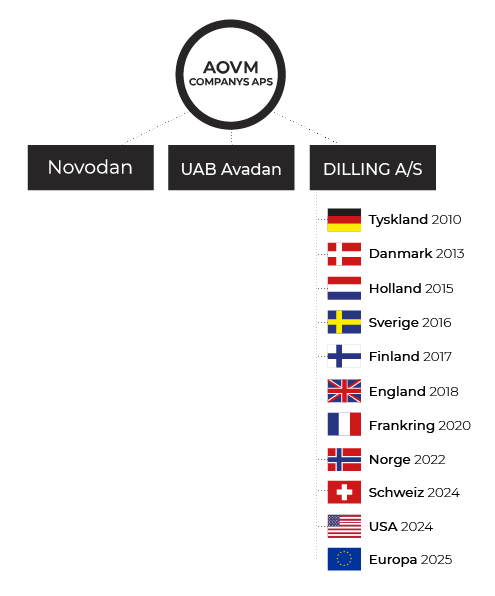 AOVM
COMPANYS APS
Novodan
UAB Avadan
DILLING A/S
Tyskland 2010
Danmark 2013
Holland 2015
Sverige 2016
Finland 2017
England 2018
Frankring 2020
Norge 2022
Schweiz 2024
USA 2024
Europa 2025